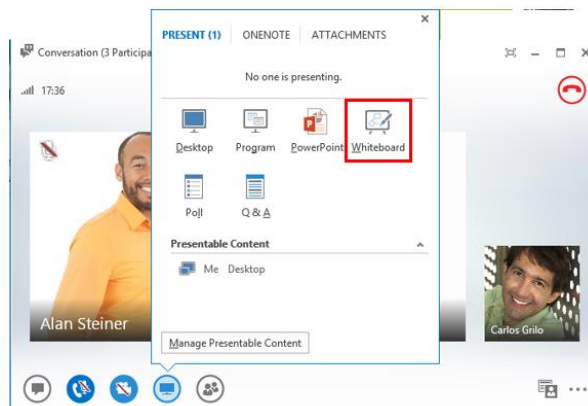 PRESENT (1) ONENOTE ATTACHMENTS
Conversation (3 Participa
No one is presenting.
17:36
Desktop Program PowerPoint Whiteboard
Poll Q & A
Presentable Content
Me Desktop
Alan Steiner
Carlos Grilo
Manage Presentable Content